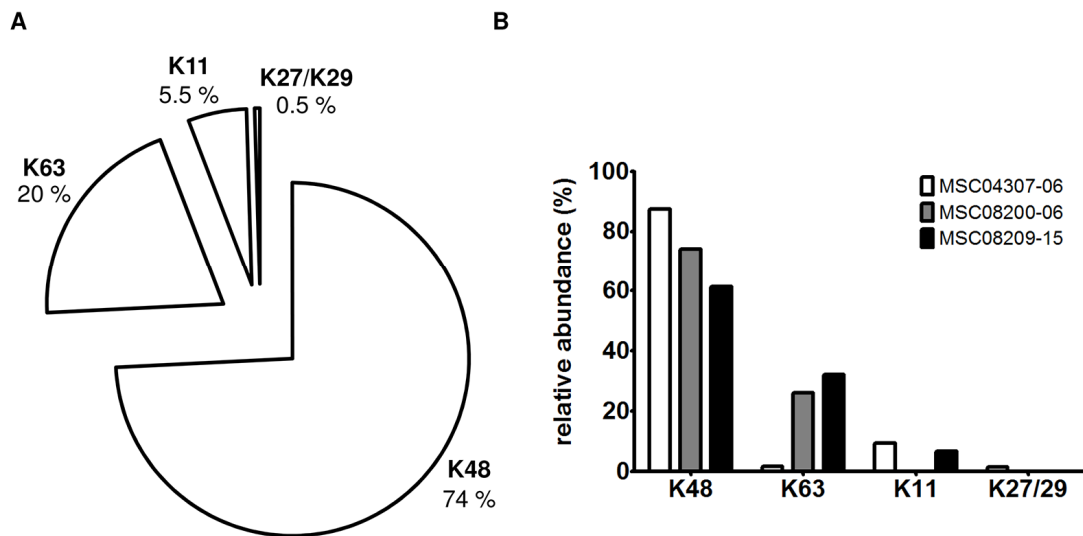 A
K11
5.5 %
K27/K29
0.5 %
K63
20 %
K48
74 %
B
relative abundance (%)
100
80
60
40
20
0
MSC04307-06
MSC08200-06
MSC08209-15
K48
K63
K11
K27/29